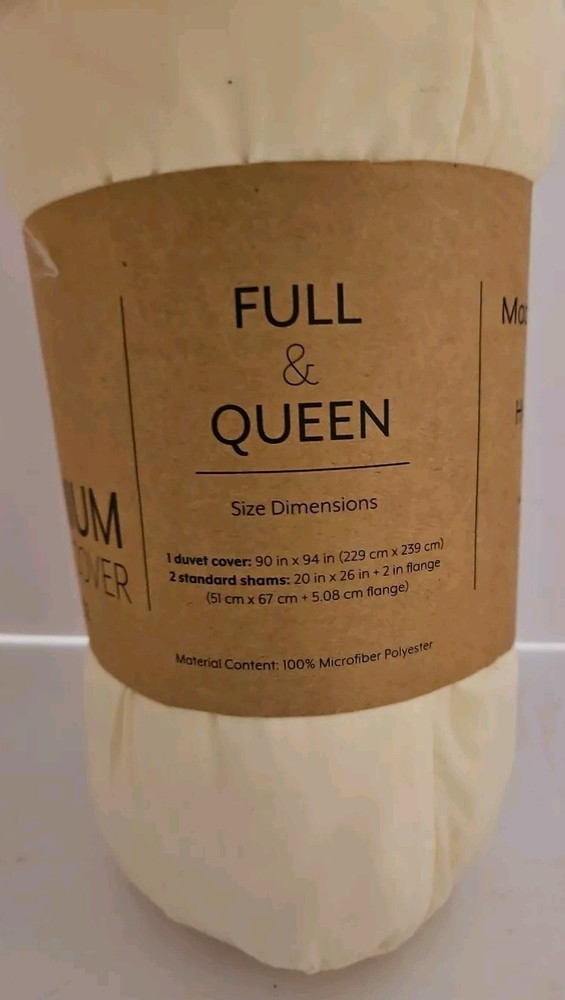 FULL
&
QUEEN
Size Dimensions
1 duvet cover: 90 in x 94 in (229 cm x 239 cm)
2 standard shams: 20 in x 26 in + 2 in flange
(51 cm x 67 cm + 5.08 cm flange)
Material Content: 100% Microfiber Polyester